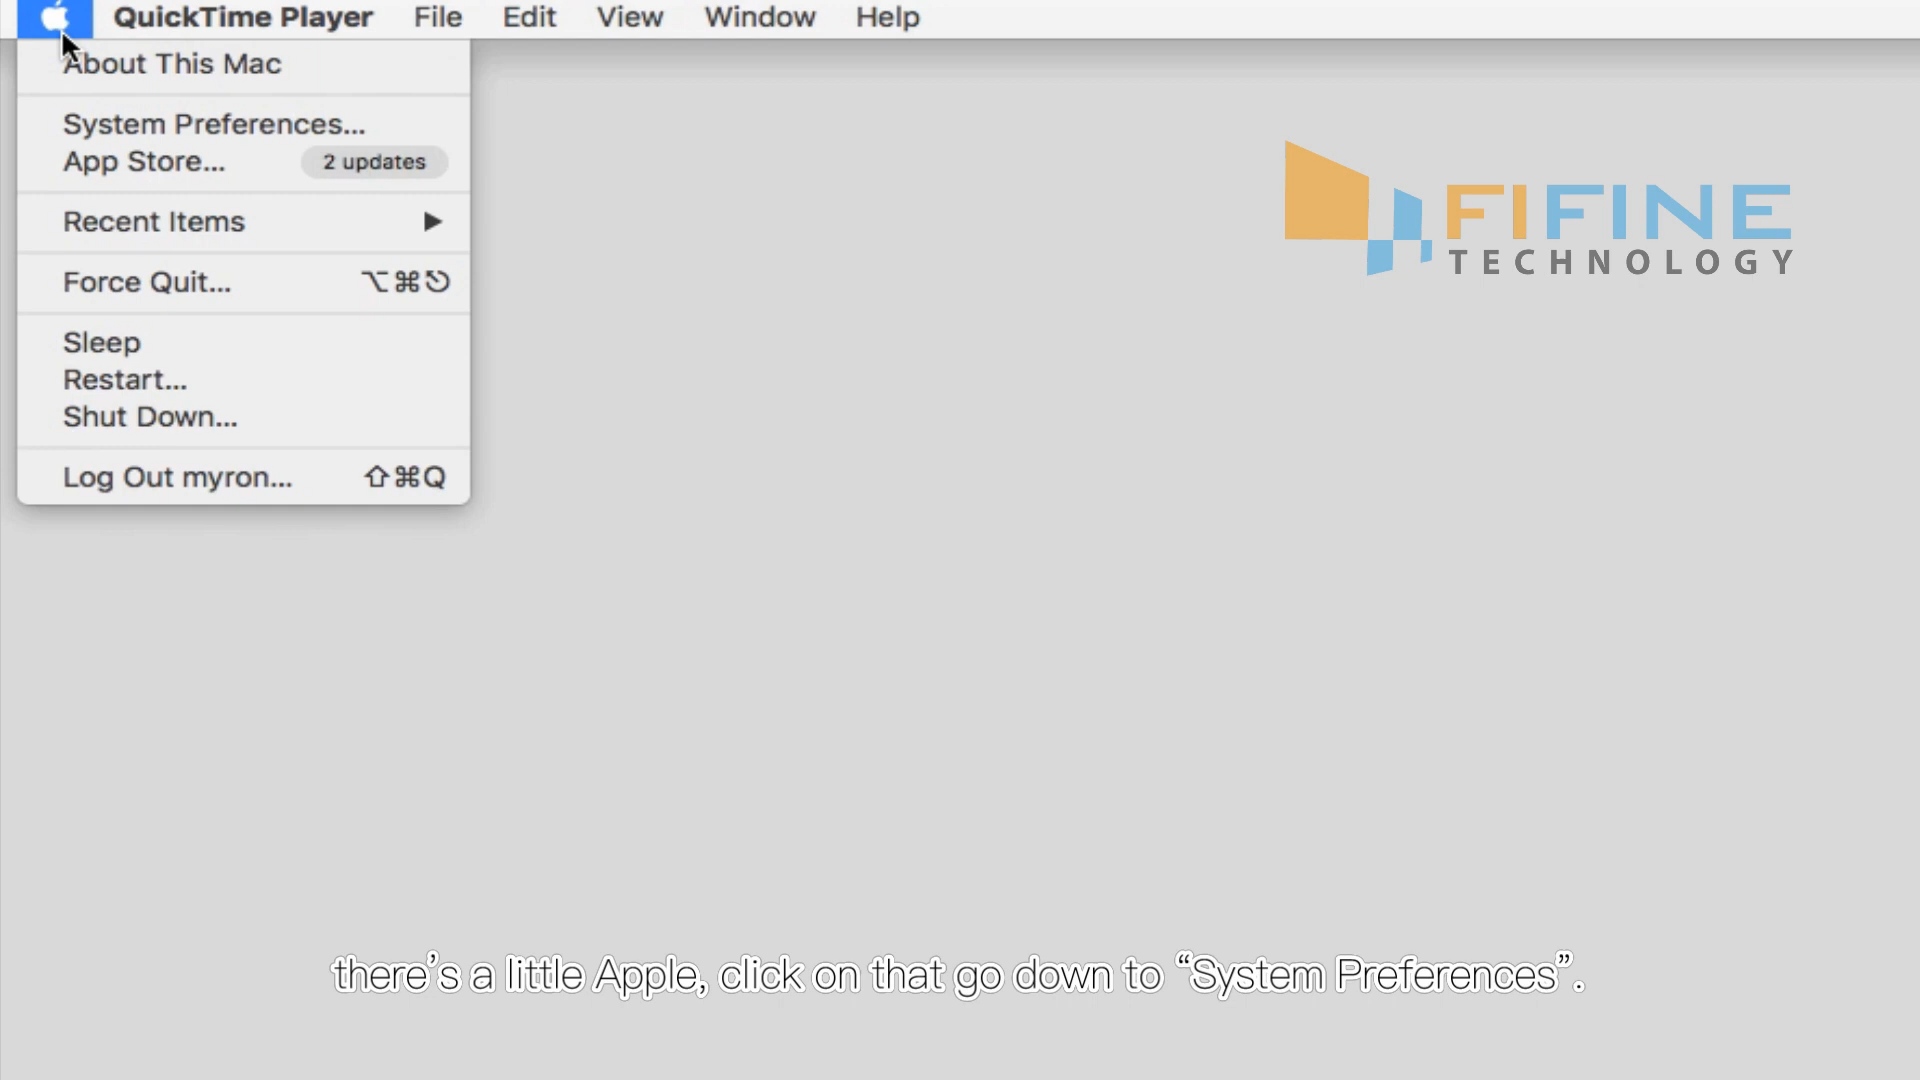 QuickTime Player File Edit View Window Help
About This Mac
System Preferences...
App Store... 2 updates
Recent Items ▶
Force Quit... ⌥⌘⎋
Sleep
Restart...
Shut Down...
Log Out myron... ⇧⌘Q
FIFINE
TECHNOLOGY
there’s a little Apple, click on that go down to “System Preferences”.